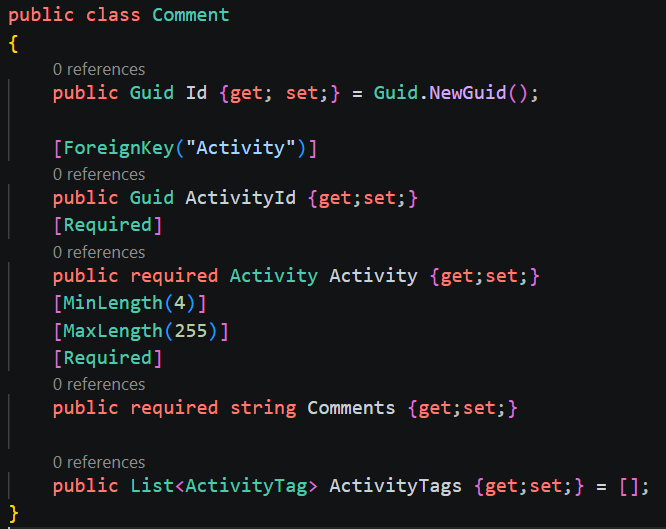 public class Comment
{
0 references
public Guid Id {get; set;} = Guid.NewGuid();
[ForeignKey("Activity")]
0 references
public Guid ActivityId {get;set;}
[Required]
0 references
public required Activity Activity {get;set;}
[MinLength(4)]
[MaxLength(255)]
[Required]
0 references
public required string Comments {get;set;}
0 references
public List<ActivityTag> ActivityTags {get;set;} = [];
}